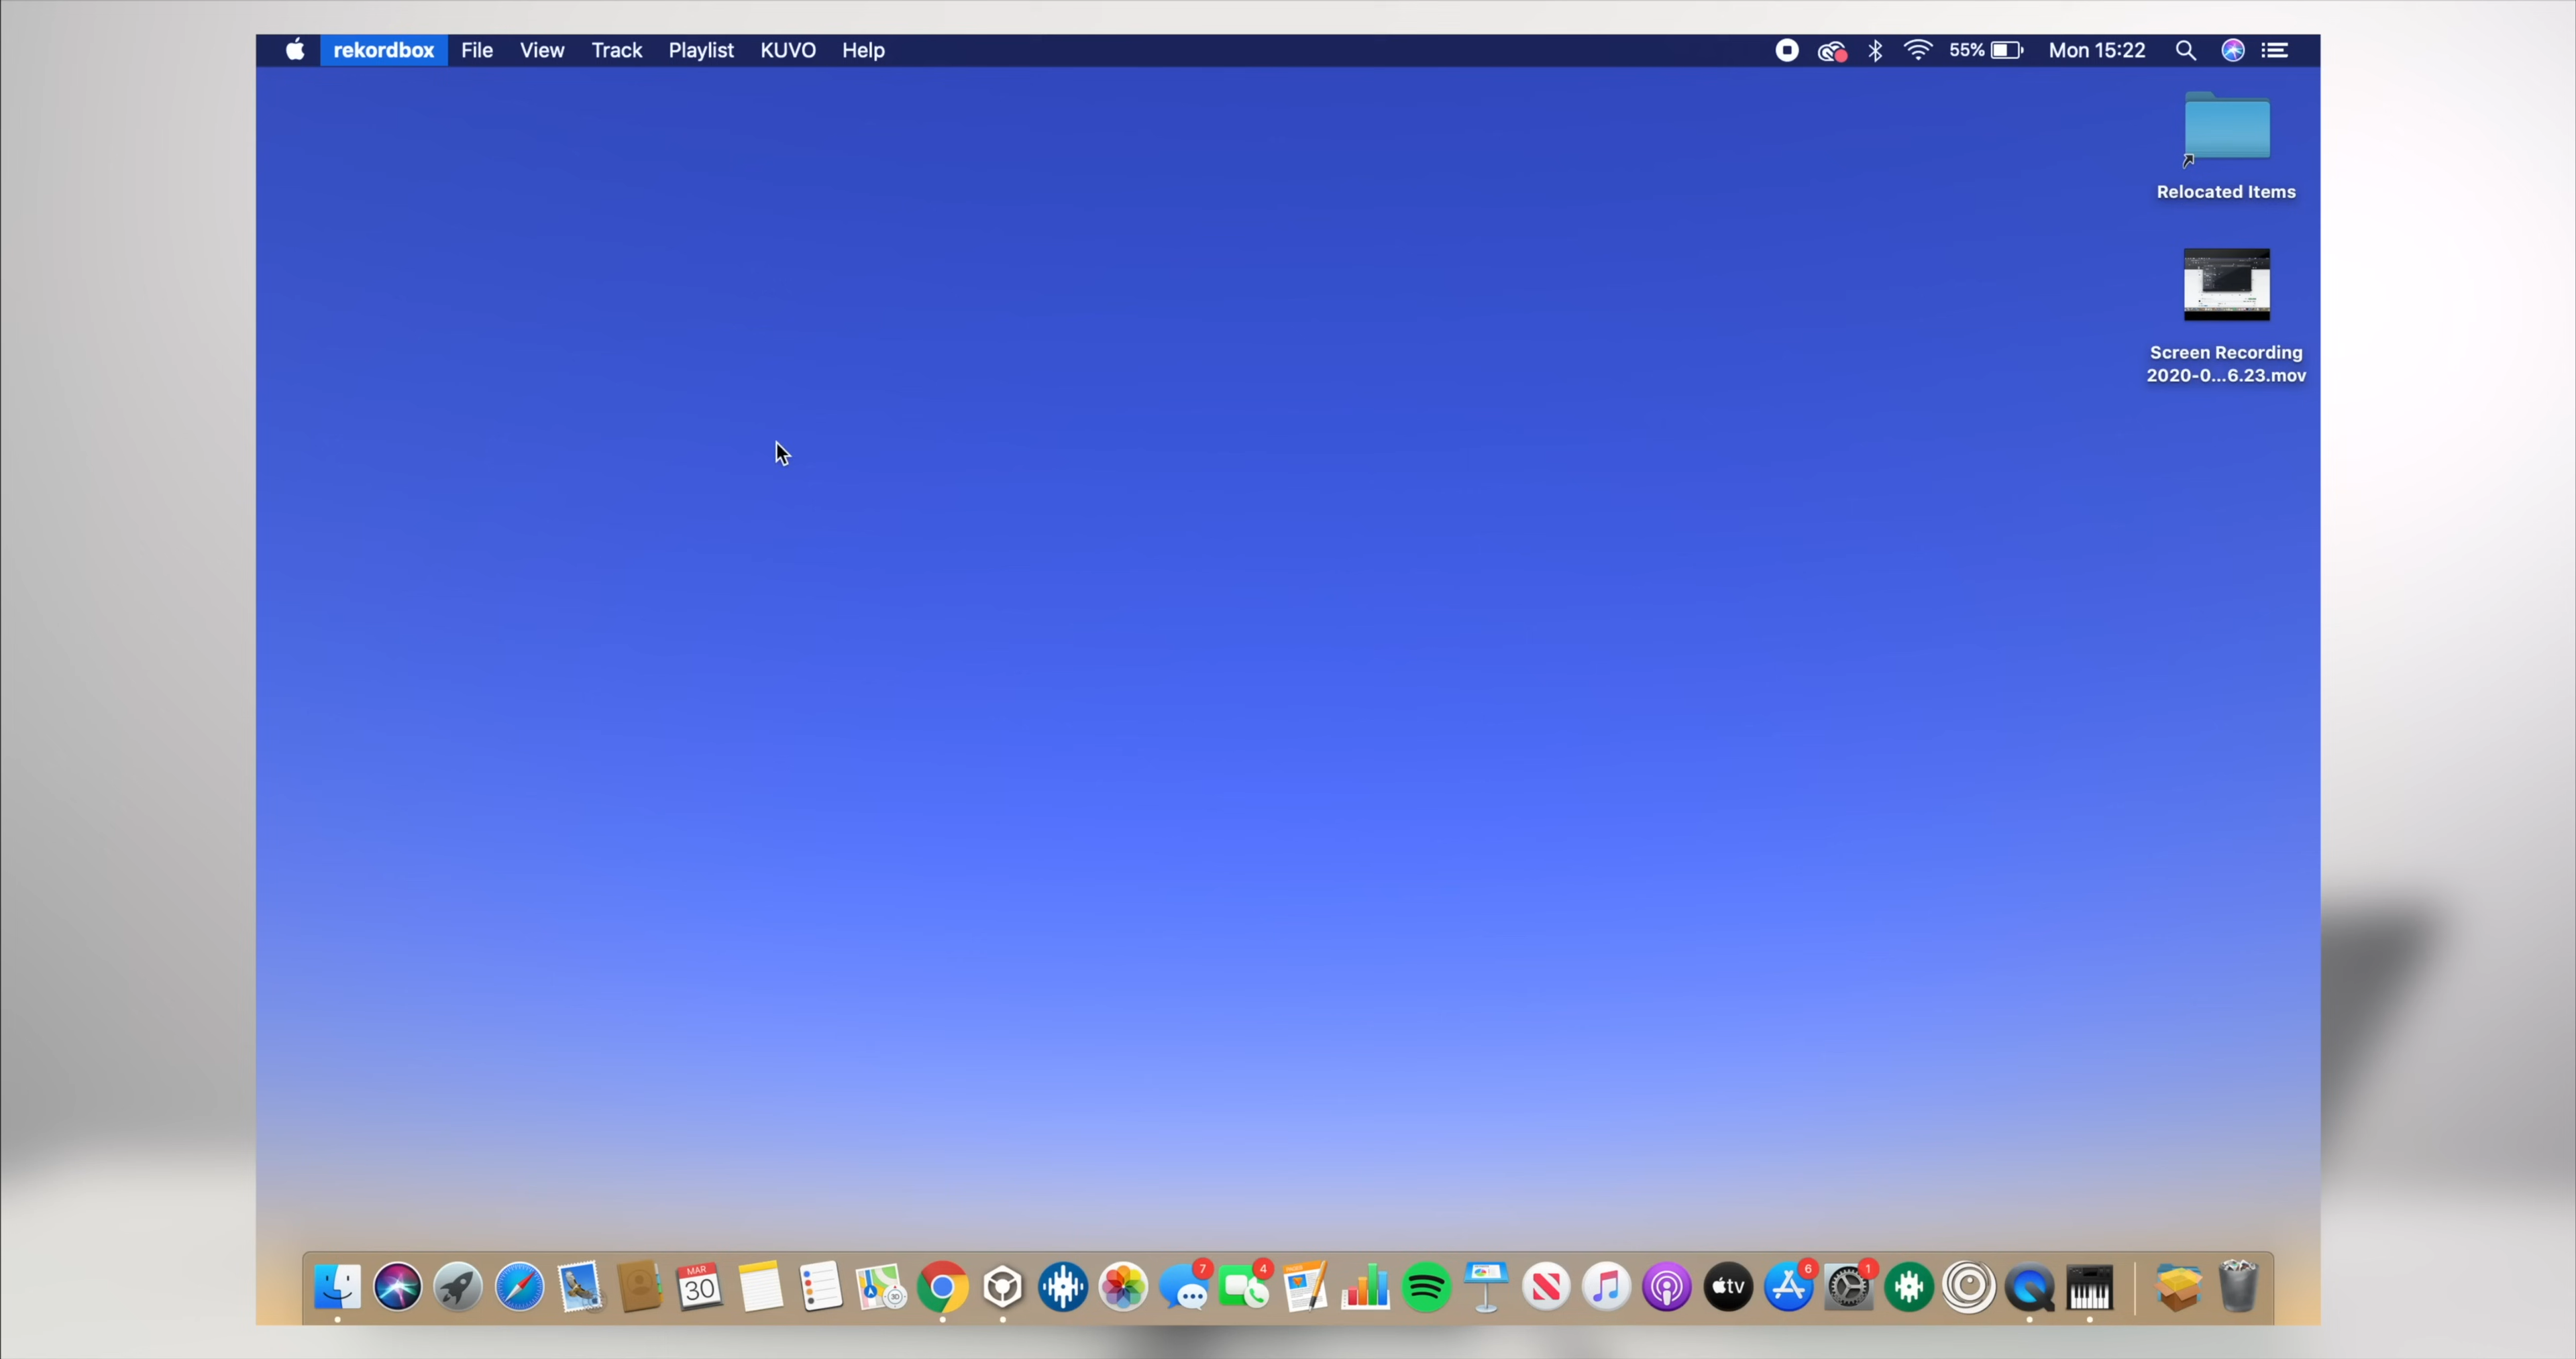 rekordbox File View Track Playlist KUVO Help 55% Mon 15:22
Relocated Items
Screen Recording
2020-0...6.23.mov
7 4 6 1
MAR
30
tv